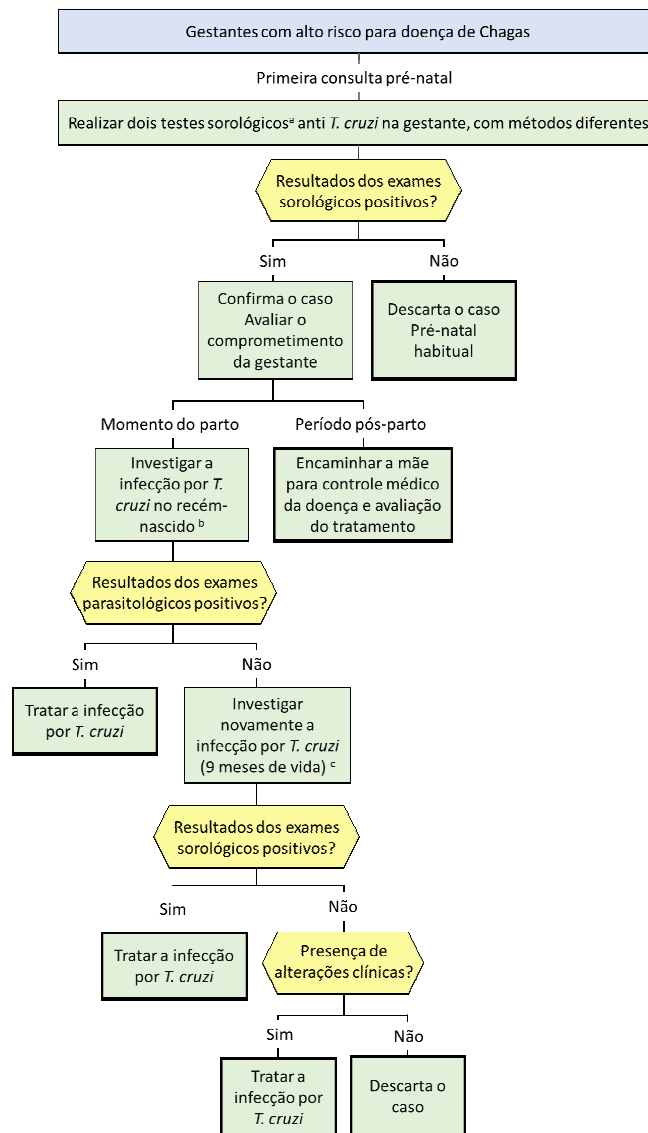 Gestantes com alto risco para doença de Chagas
Primeira consulta pré-natal
Realizar dois testes sorológicosª anti T. cruzi na gestante, com métodos diferentes
Resultados dos exames
sorológicos positivos?
Sim
Não
Confirma o caso
Avaliar o
comprometimento
da gestante
Descarta o caso
Pré-natal
habitual
Momento do parto
Período pós-parto
Investigar a
infecção por T.
cruzi no recém-
nascido ᵇ
Encaminhar a mãe
para controle médico
da doença e avaliação
do tratamento
Resultados dos exames
parasitológicos positivos?
Sim
Não
Tratar a infecção
por T. cruzi
Investigar
novamente a
infecção por T. cruzi
(9 meses de vida) ᶜ
Resultados dos exames
sorológicos positivos?
Sim
Não
Tratar a infecção
por T. cruzi
Presença de
alterações clínicas?
Sim
Não
Tratar a
infecção por
T. cruzi
Descarta o
caso